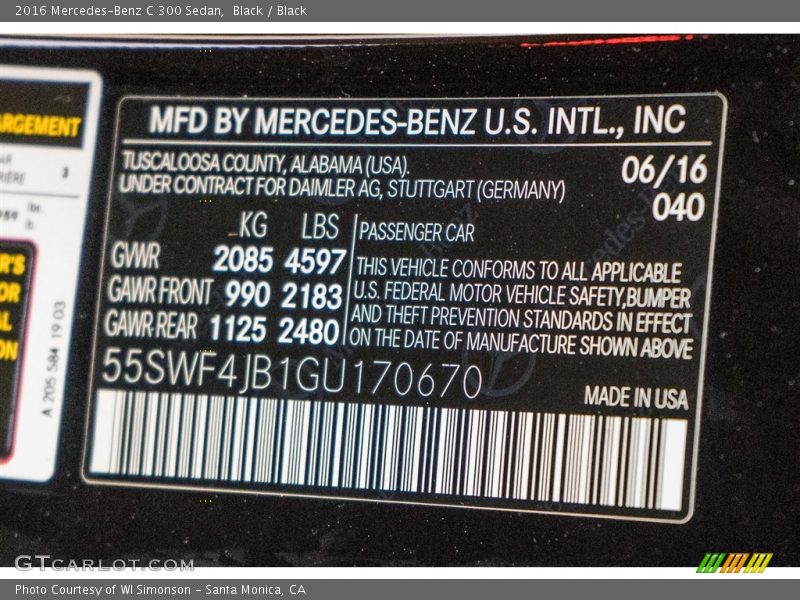 2016 Mercedes-Benz C 300 Sedan, Black / Black
ARGEMENT
3
lbs.
A 205 584 19 03
MFD BY MERCEDES-BENZ U.S. INTL., INC
TUSCALOOSA COUNTY, ALABAMA (USA).
06/16
UNDER CONTRACT FOR DAIMLER AG, STUTTGART (GERMANY)
040
KG LBS
PASSENGER CAR
GWR 2085 4597
GAWR FRONT 990 2183
GAWR REAR 1125 2480
THIS VEHICLE CONFORMS TO ALL APPLICABLE
U.S. FEDERAL MOTOR VEHICLE SAFETY,BUMPER
AND THEFT PREVENTION STANDARDS IN EFFECT
ON THE DATE OF MANUFACTURE SHOWN ABOVE
55SWF4JB1GU170670
MADE IN USA
GTCARLOT.COM
Photo Courtesy of WI Simonson - Santa Monica, CA